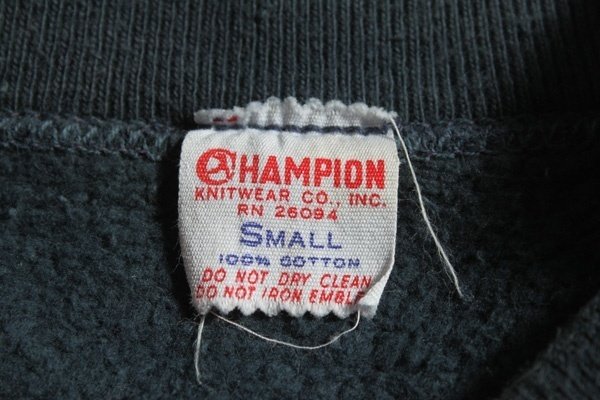 CHAMPION
KNITWEAR CO., INC.
RN 26094
SMALL
100% COTTON
DO NOT DRY CLEAN
DO NOT IRON EMBLE